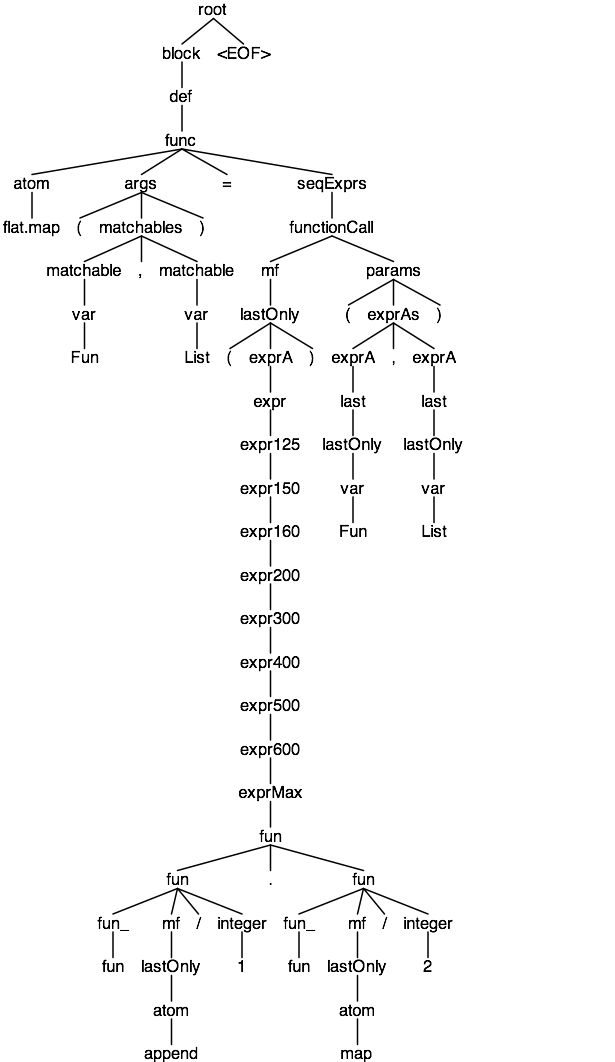 root
block <EOF>
def
func
atom args = seqExprs
flat.map ( matchables ) functionCall
matchable , matchable mf params
var var lastOnly ( exprAs )
Fun List ( exprA ) exprA , exprA
expr last last
expr125 lastOnly lastOnly
expr150 var var
expr160 Fun List
expr200
expr300
expr400
expr500
expr600
exprMax
fun
fun . fun
fun_ mf / integer fun_ mf / integer
fun lastOnly 1 fun lastOnly 2
atom atom
append map